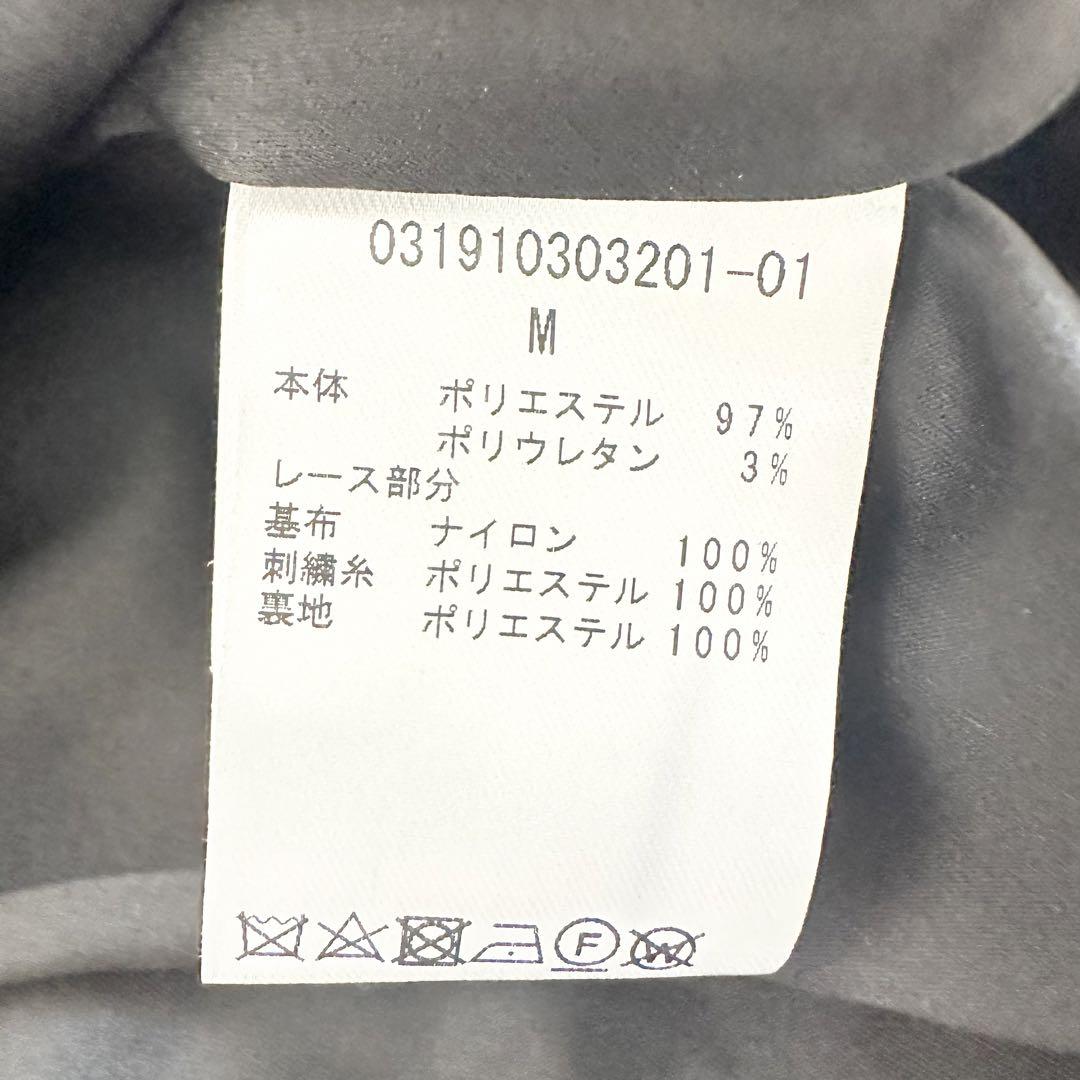 031910303201-01
M
本体 ポリエステル 97%
ポリウレタン 3%
レース部分
基布 ナイロン 100%
刺繍糸 ポリエステル 100%
裏地 ポリエステル 100%
F W